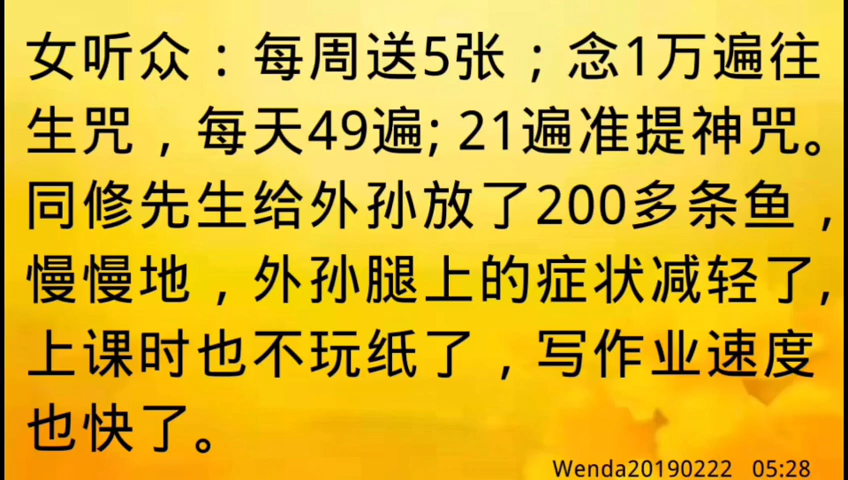 女听众：每周送5张；念1万遍往
生咒，每天49遍; 21遍准提神咒。
同修先生给外孙放了200多条鱼，
慢慢地，外孙腿上的症状减轻了,
上课时也不玩纸了，写作业速度
也快了。
Wenda20190222 05:28